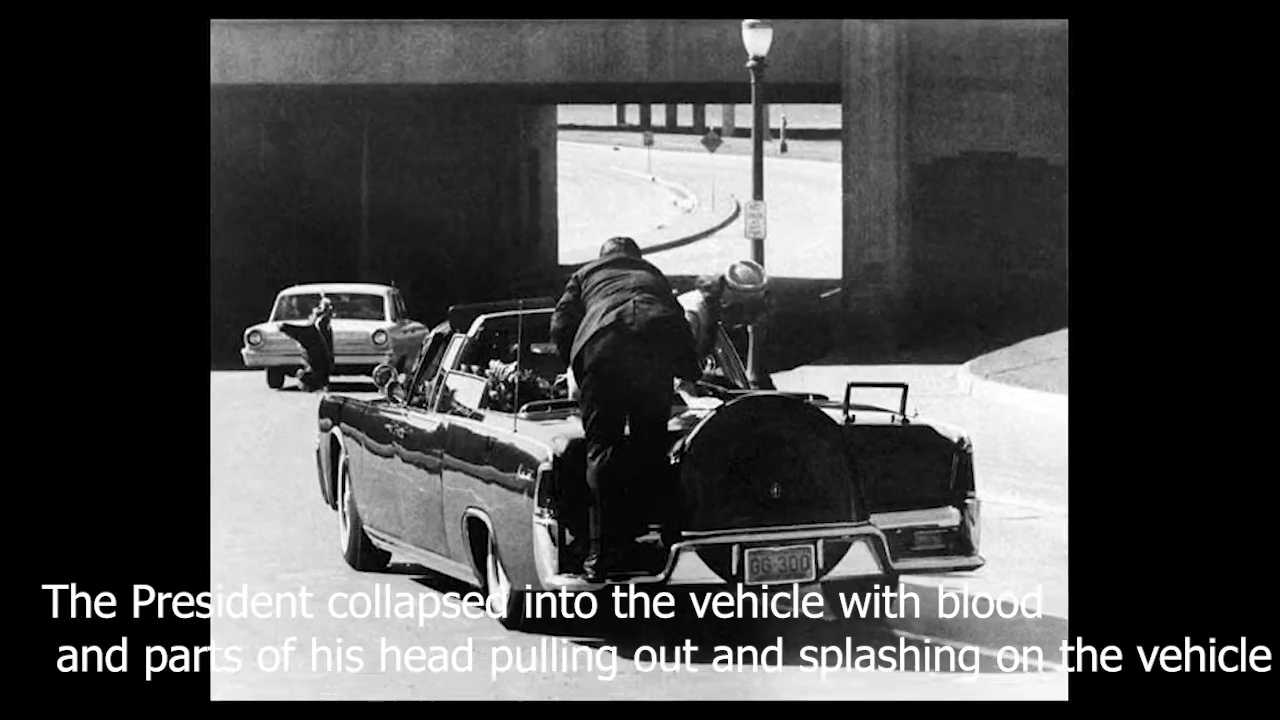 GG·300
The President collapsed into the vehicle with blood
and parts of his head pulling out and splashing on the vehicle